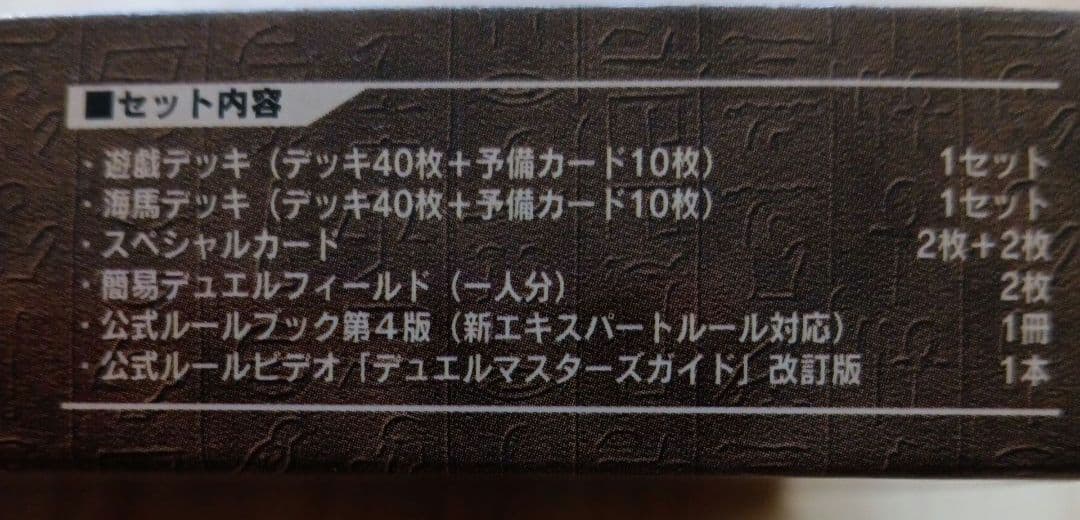 ■セット内容
・遊戯デッキ（デッキ40枚＋予備カード10枚） 1セット
・海馬デッキ（デッキ40枚＋予備カード10枚） 1セット
・スペシャルカード 2枚＋2枚
・簡易デュエルフィールド（一人分） 2枚
・公式ルールブック第4版（新エキスパートルール対応） 1冊
・公式ルールビデオ「デュエルマスターズガイド」改訂版 1本